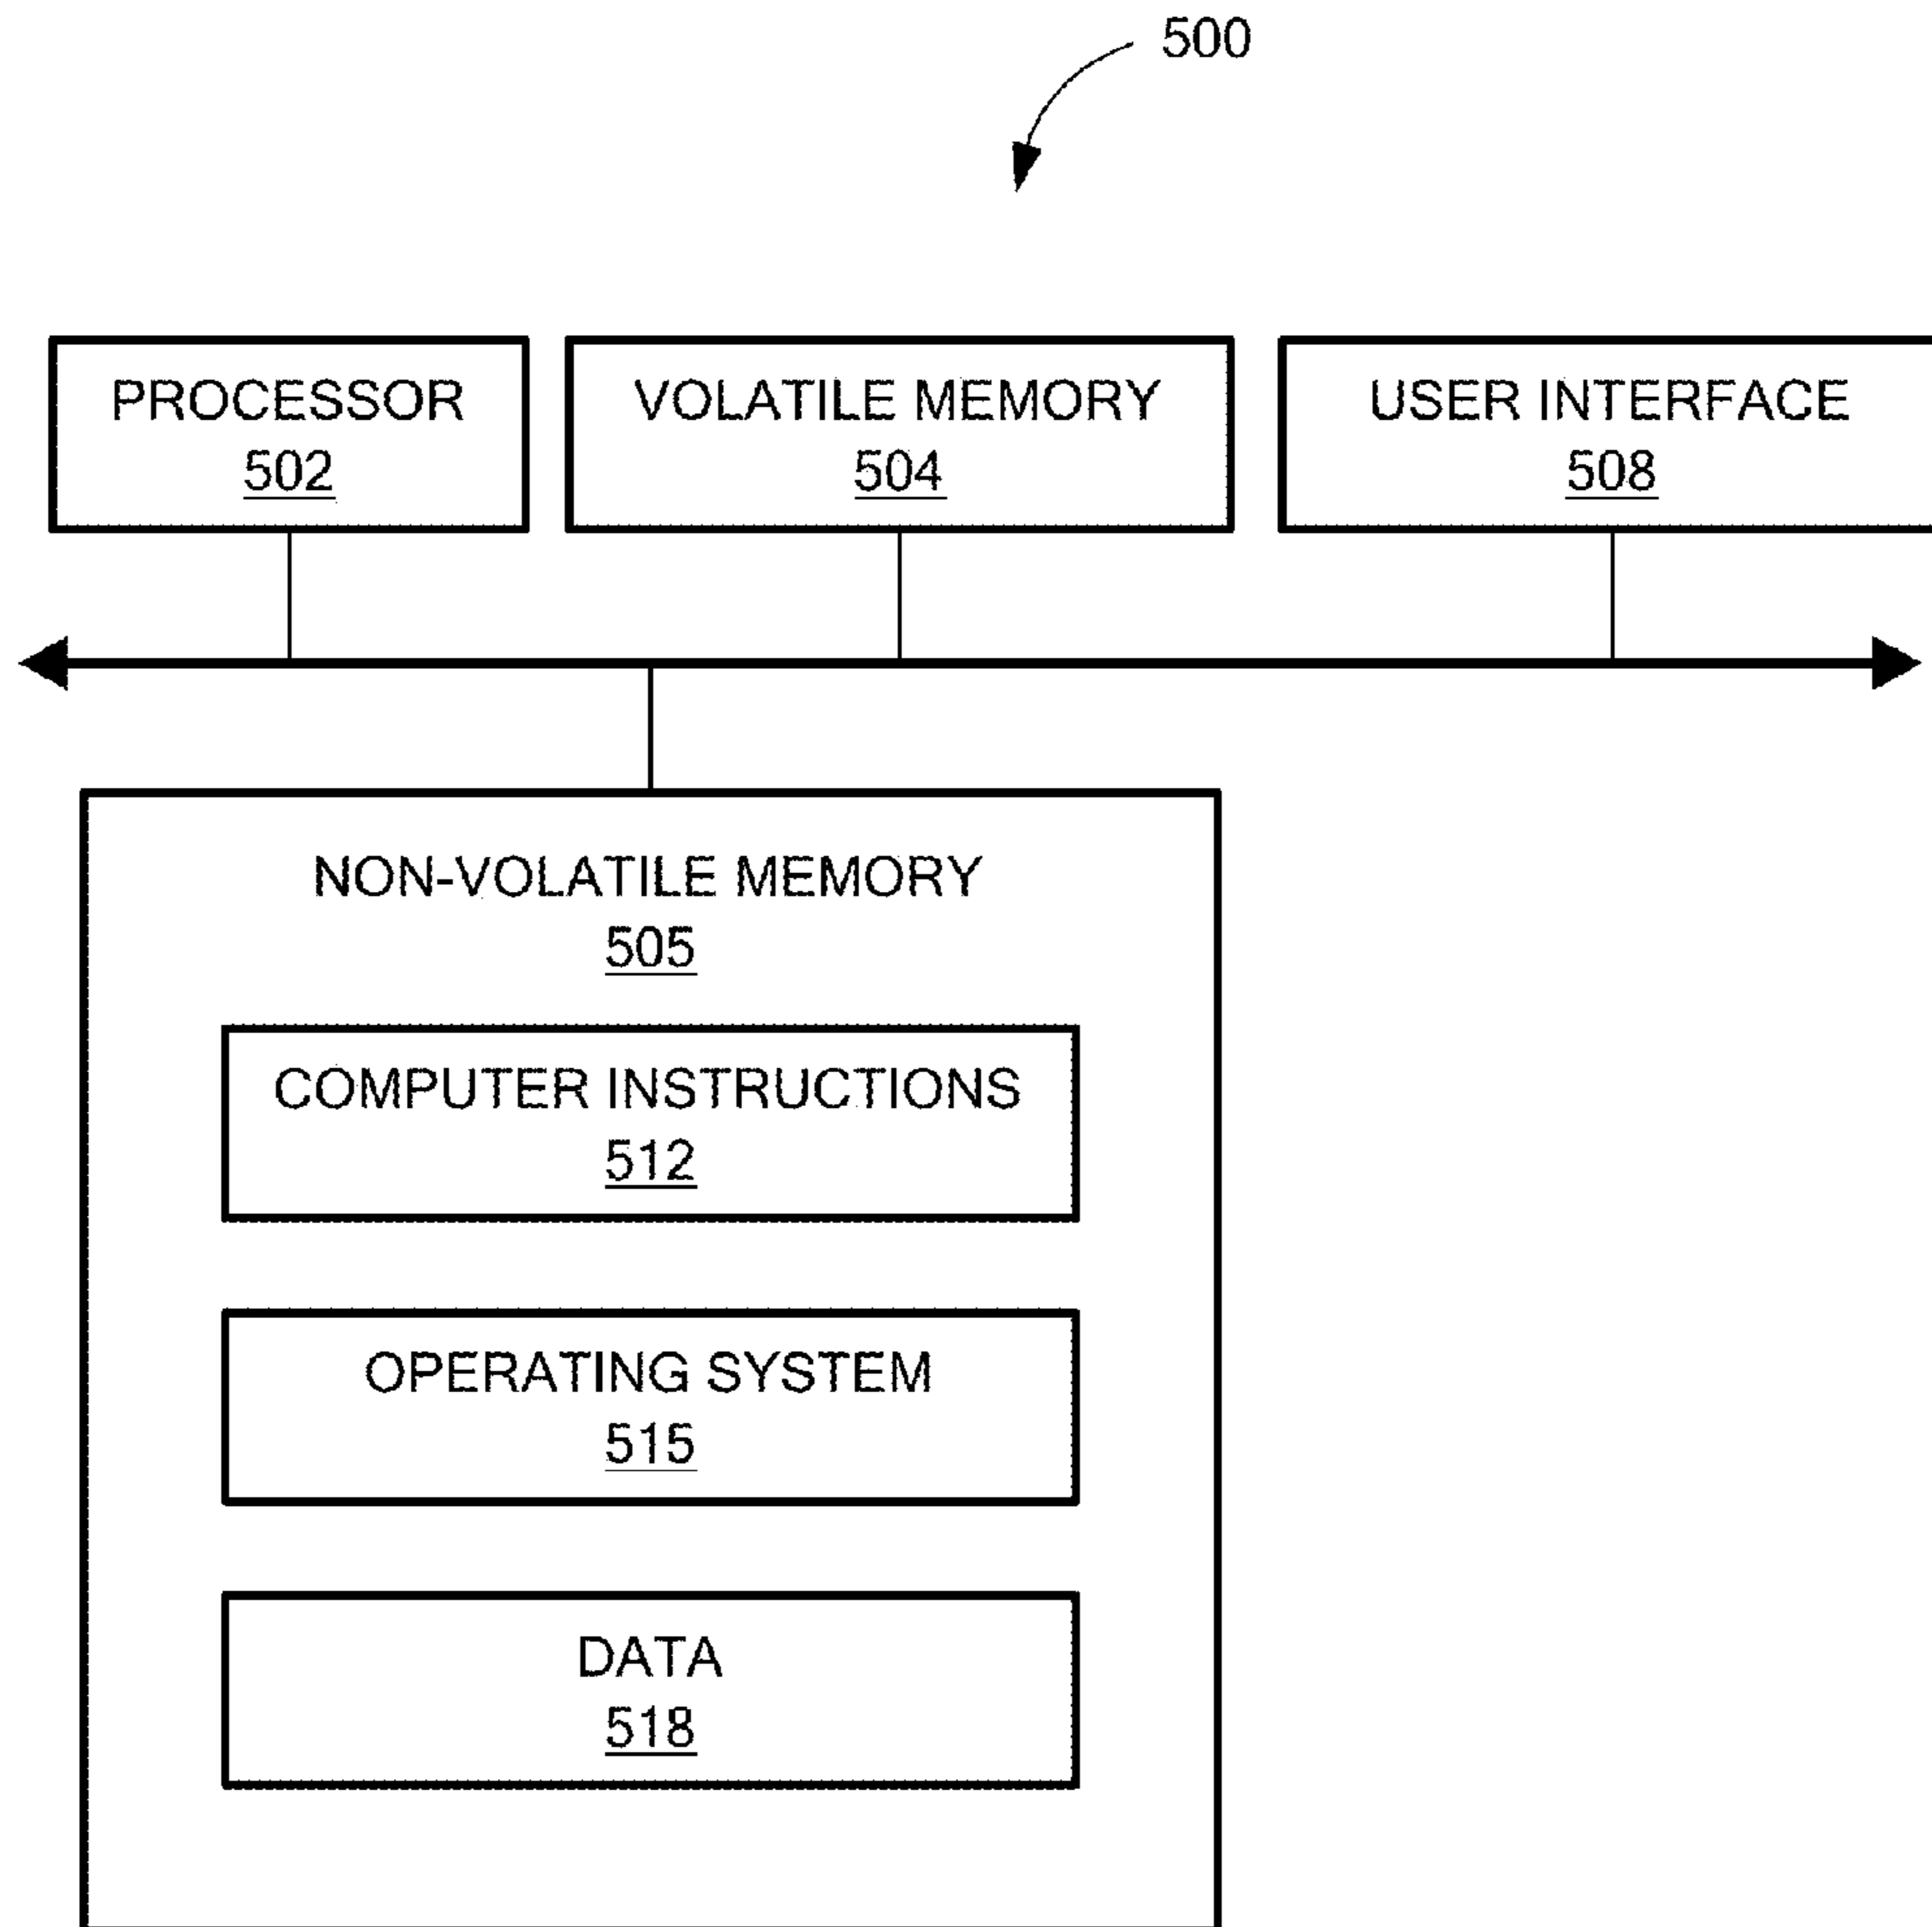 500
PROCESSOR
502
VOLATILE MEMORY
504
USER INTERFACE
508
NON-VOLATILE MEMORY
505
COMPUTER INSTRUCTIONS
512
OPERATING SYSTEM
515
DATA
518